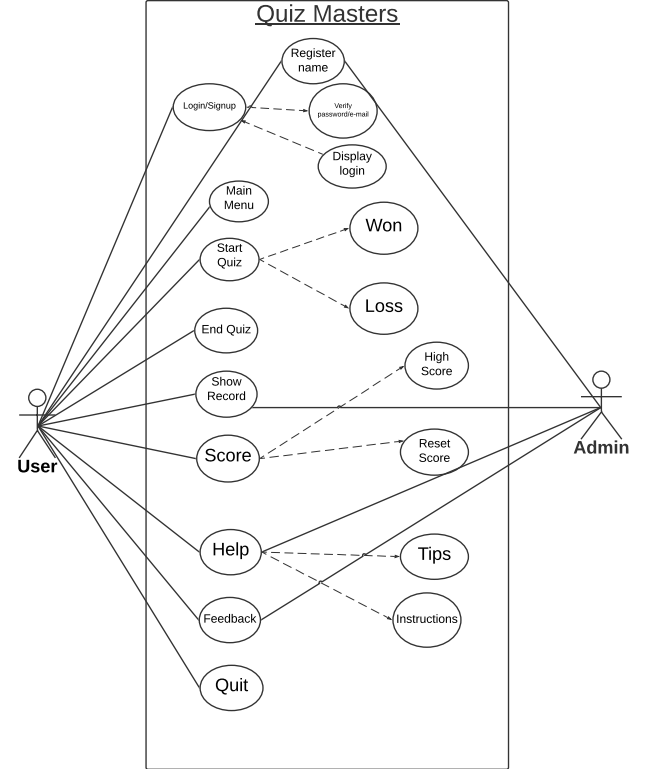 Quiz Masters
Register
name
Login/Signup
Verify
password/e-mail
Display
login
Main
Menu
Won
Start
Quiz
Loss
End Quiz
High
Score
Show
Record
Reset
Score
Score
User
Admin
Help
Tips
Feedback
Instructions
Quit